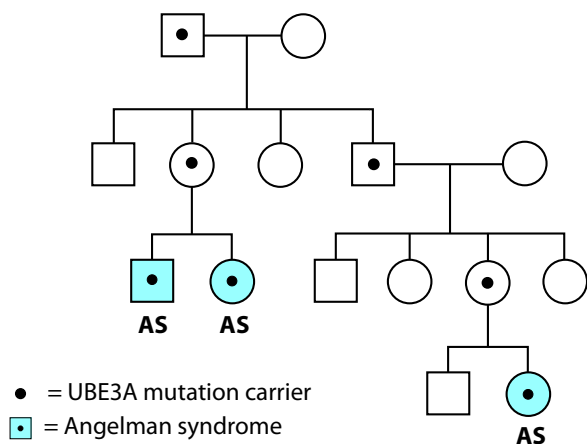 AS AS
= UBE3A mutation carrier
= Angelman syndrome
AS